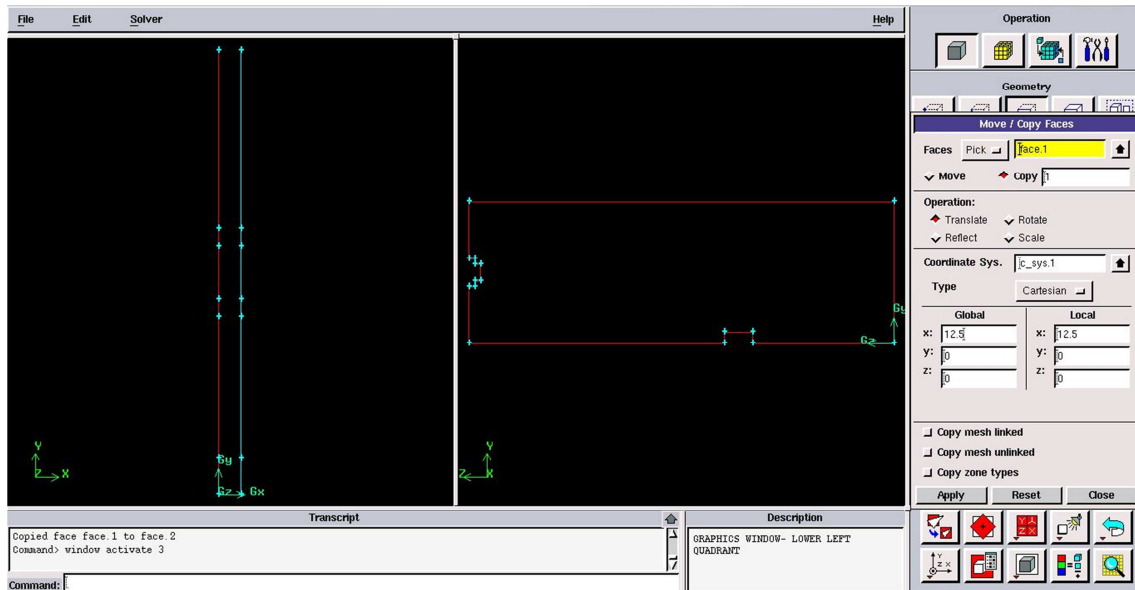 File Edit Solver Help
Operation
Geometry
Move / Copy Faces
Faces Pick face.1
Move Copy 1
Operation:
Translate Rotate
Reflect Scale
Coordinate Sys. c_sys.1
Type Cartesian
Global Local
x: 12.5 x: 12.5
y: 0 y: 0
z: 0 z: 0
Copy mesh linked
Copy mesh unlinked
Copy zone types
Apply Reset Close
Gy
Gz Gx
Y
Z X
Gy
Gz
Y
Z X
Transcript
Copied face face.1 to face.2
Command> window activate 3
Command:
Description
GRAPHICS WINDOW- LOWER LEFT
QUADRANT
Y X
Z X
Y
Z X